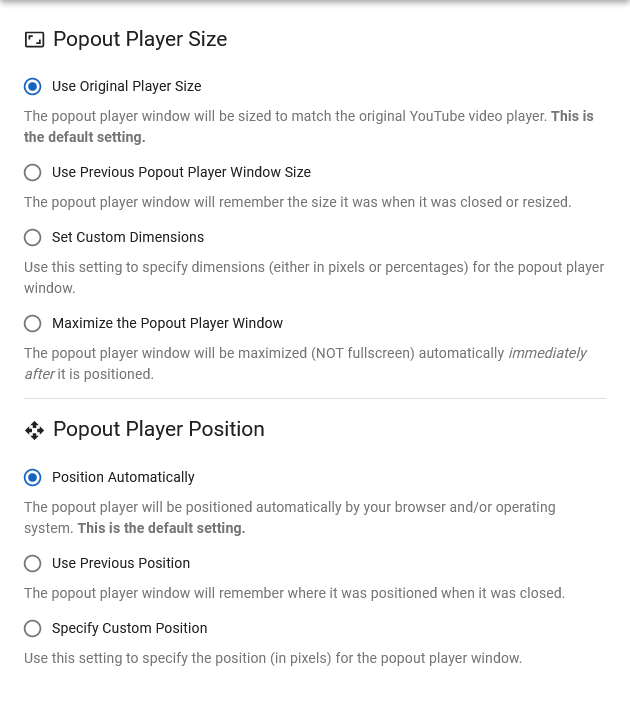 Popout Player Size
Use Original Player Size
The popout player window will be sized to match the original YouTube video player. This is
the default setting.
Use Previous Popout Player Window Size
The popout player window will remember the size it was when it was closed or resized.
Set Custom Dimensions
Use this setting to specify dimensions (either in pixels or percentages) for the popout player
window.
Maximize the Popout Player Window
The popout player window will be maximized (NOT fullscreen) automatically immediately
after it is positioned.
Popout Player Position
Position Automatically
The popout player will be positioned automatically by your browser and/or operating
system. This is the default setting.
Use Previous Position
The popout player window will remember where it was positioned when it was closed.
Specify Custom Position
Use this setting to specify the position (in pixels) for the popout player window.